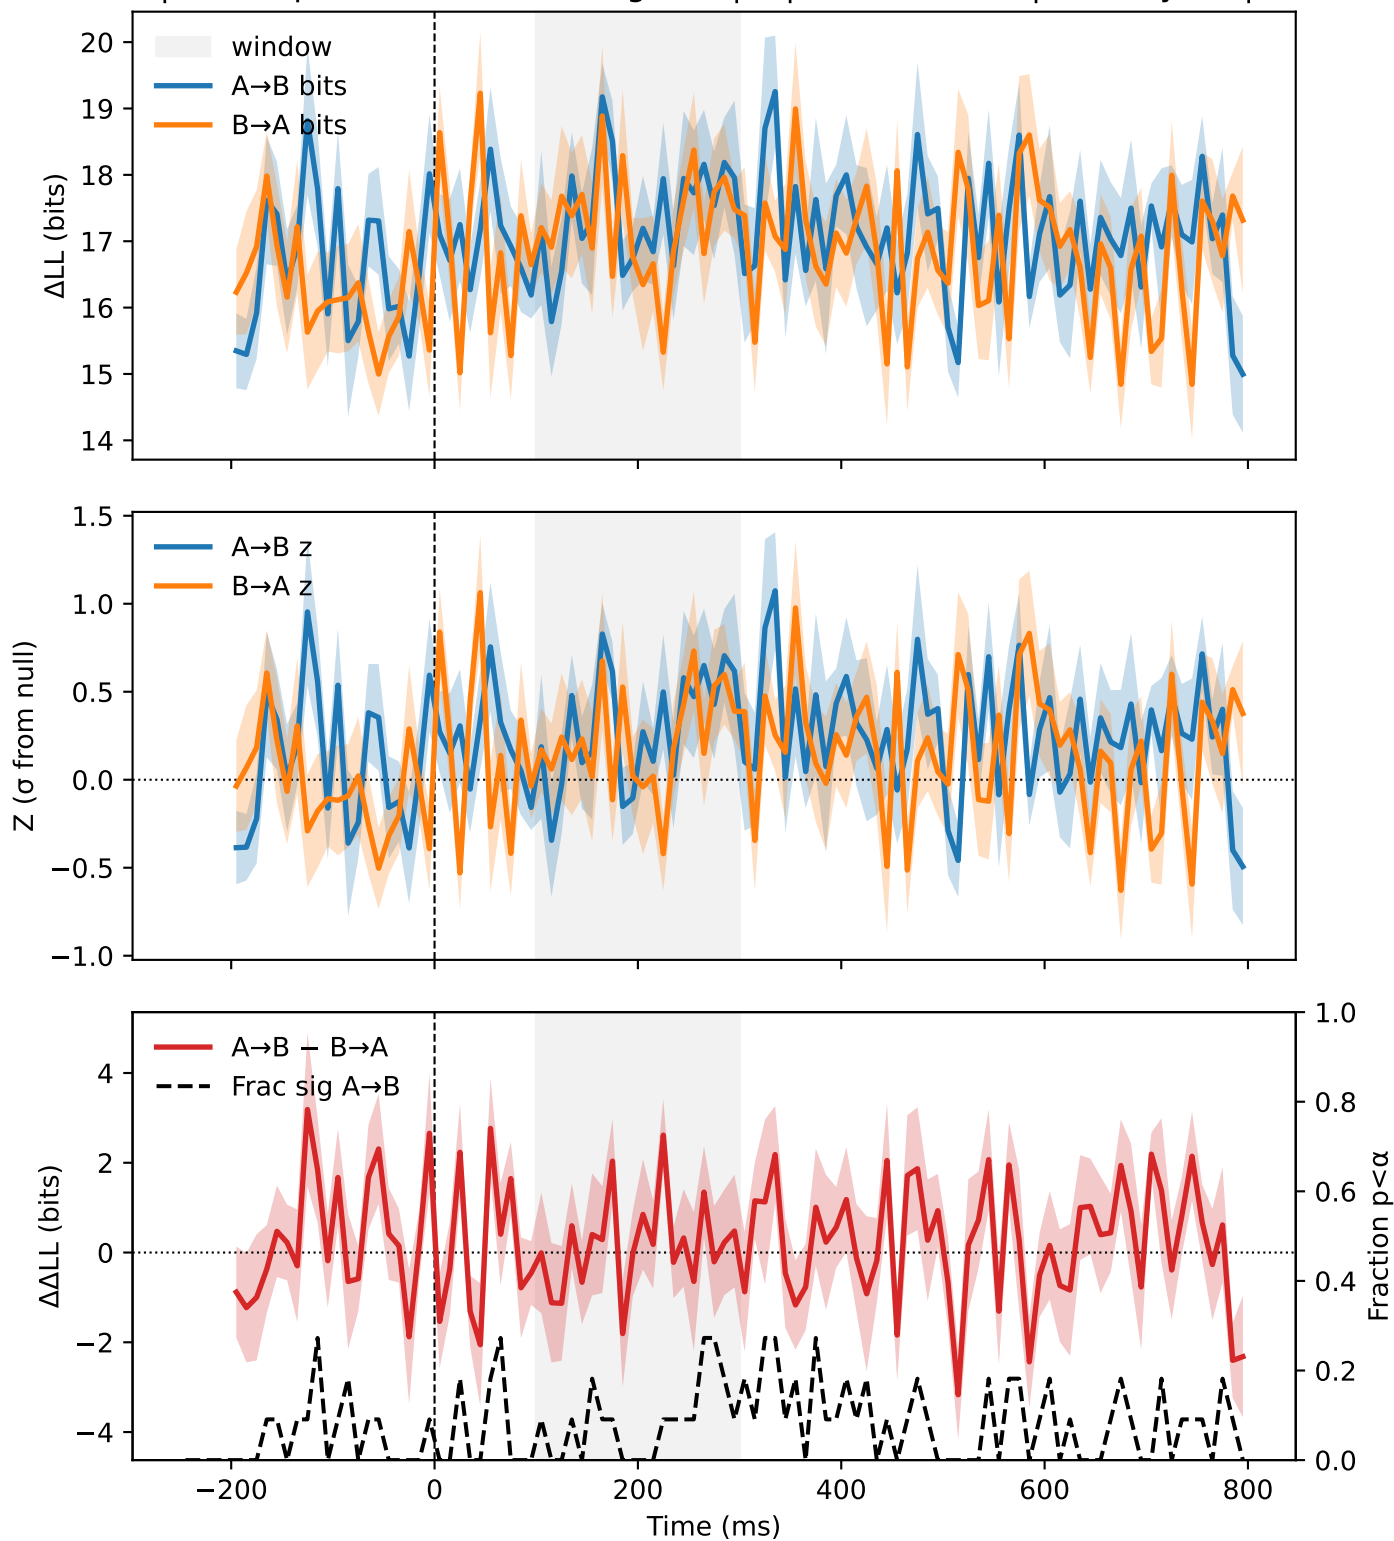 20
19
18
17
16
15
14
ΔLL (bits)
window
A→B bits
B→A bits
1.5
1.0
0.5
0.0
−0.5
−1.0
Z (σ from null)
A→B z
B→A z
4
2
0
−2
−4
ΔΔLL (bits)
A→B − B→A
Frac sig A→B
1.0
0.8
0.6
0.4
0.2
0.0
Fraction p<α
−200
0
200
400
600
800
Time (ms)